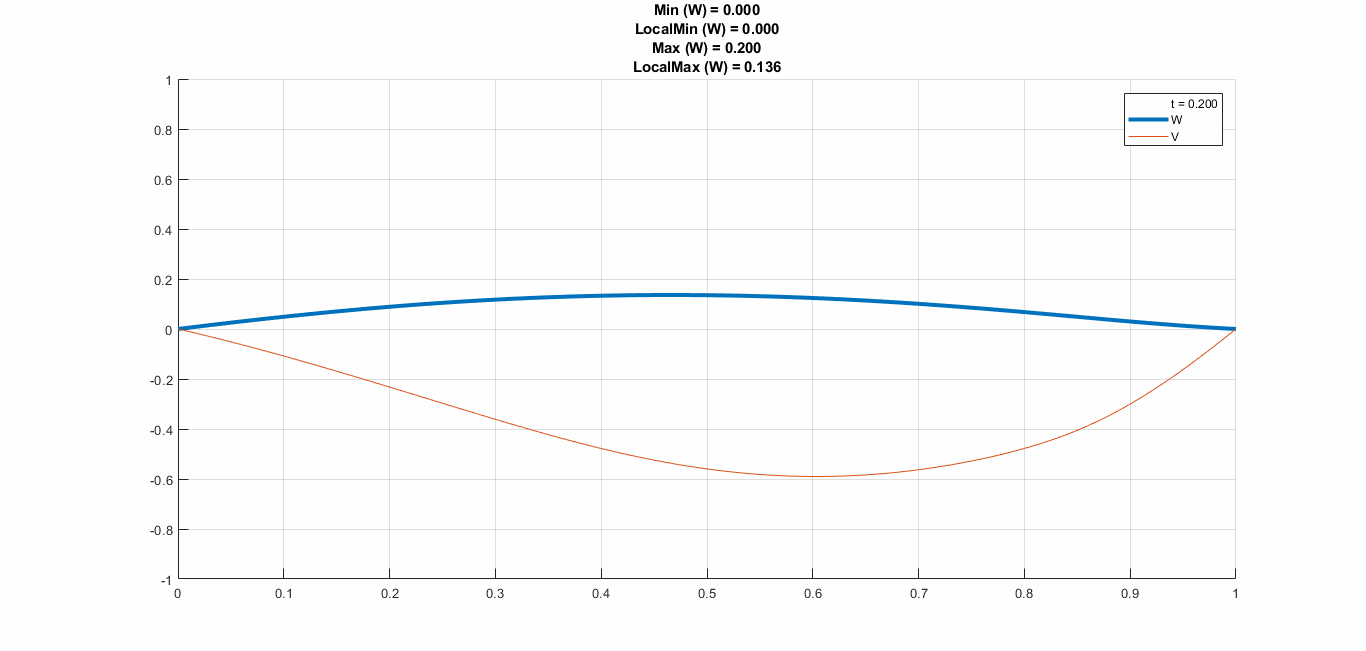 Min (W) = 0.000
LocalMin (W) = 0.000
Max (W) = 0.200
LocalMax (W) = 0.136
t = 0.200
W
V
1
0.8
0.6
0.4
0.2
0
-0.2
-0.4
-0.6
-0.8
-1
0 0.1 0.2 0.3 0.4 0.5 0.6 0.7 0.8 0.9 1